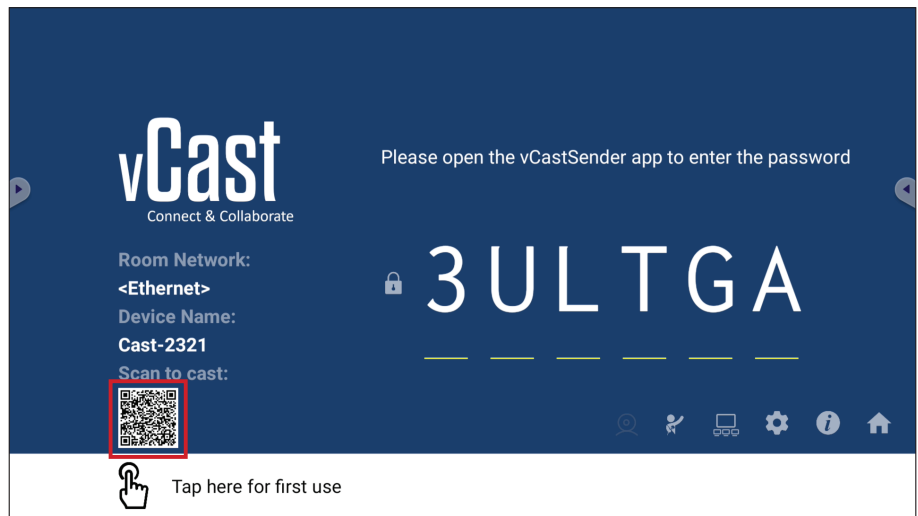 vCast
Connect & Collaborate
Please open the vCastSender app to enter the password
Room Network:
<Ethernet>
Device Name:
Cast-2321
Scan to cast:
3ULTGA
Tap here for first use